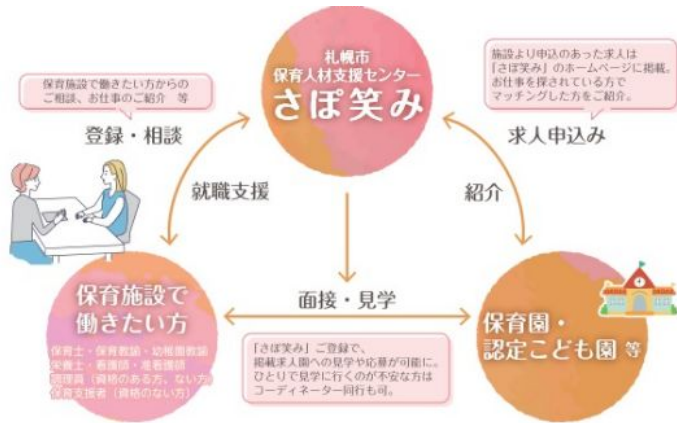 札幌市
保育人材支援センター
さぽ笑み
保育施設で働きたい方からの
ご相談、お仕事のご紹介 等
登録・相談
施設より申込のあった求人は
「さぽ笑み」のホームページに掲載。
お仕事を探されている方で
マッチングした方をご紹介。
求人申込み
就職支援
紹介
面接・見学
保育施設で
働きたい方
保育士・保育教諭・幼稚園教諭
栄養士・看護師・准看護師
調理員（資格のある方、ない方）
保育支援者（資格のない方）
「さぽ笑み」ご登録で、
掲載求人園への見学や応募が可能に。
ひとりで見学に行くのが不安な方は
コーディネーター同行も可。
保育園・
認定こども園 等